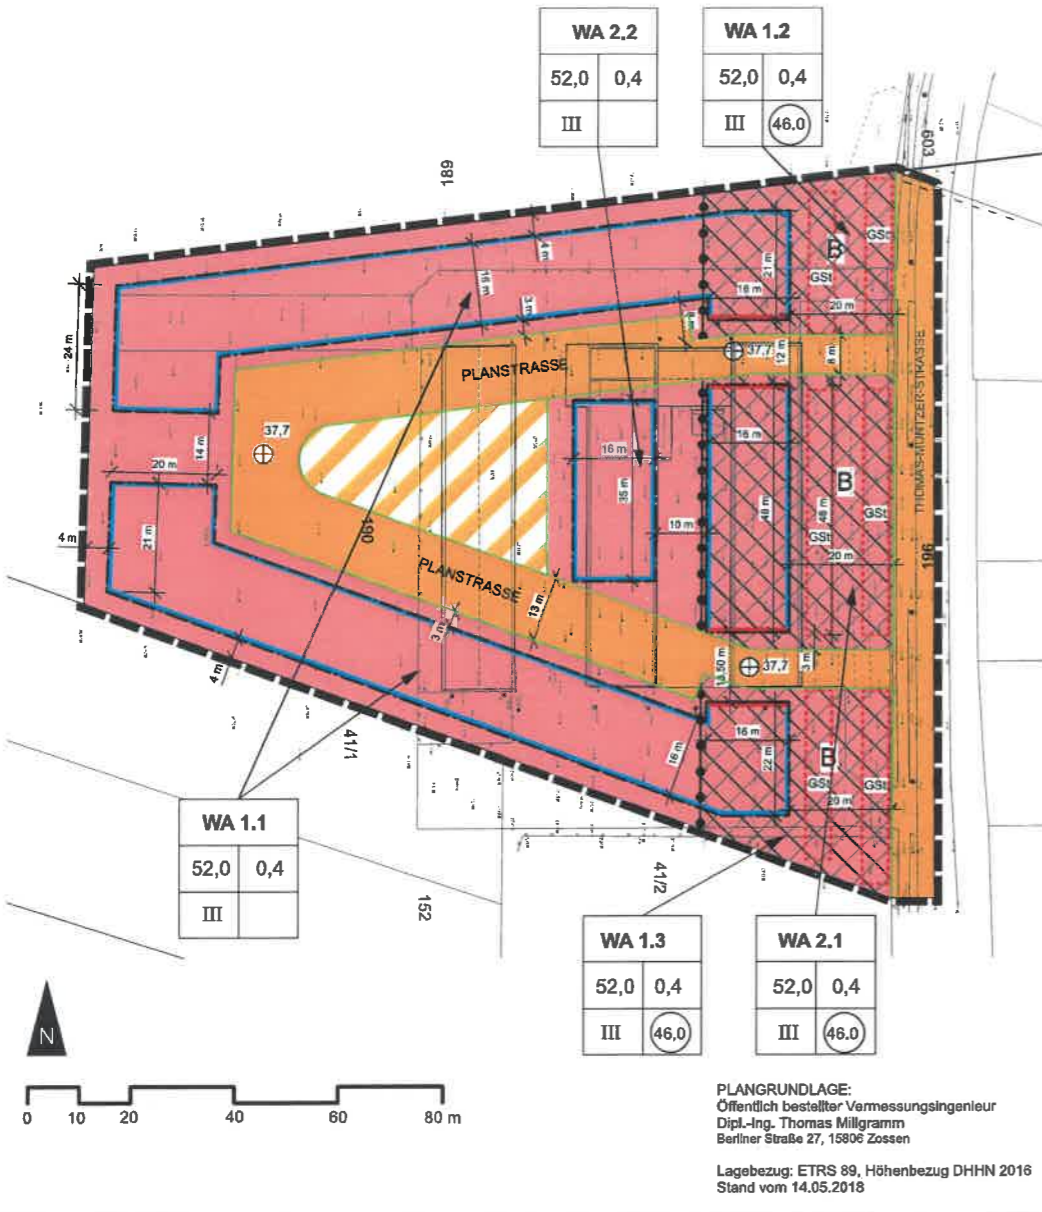 WA 2.2
52,0 0,4
III
WA 1.2
52,0 0,4
III 46.0
603
189
4 m
16 m
3 m
21 m
16 m
B
GSt
GSt
20 m
24 m
PLANSTRASSE
37,7
12 m
8 m
THOMAS-MÜNTZER-STRASSE
37,7
14 m
20 m
16 m
35 m
10 m
16 m
48 m
48 m
B
GSt
GSt
20 m
4 m
21 m
490
PLANSTRASSE
13 m
3 m
196
13,50 m
37,7
3 m
4 m
16 m
16 m
22 m
B
GSt
GSt
20 m
41/1
41/2
152
WA 1.1
52,0 0,4
III
WA 1.3
52,0 0,4
III 46,0
WA 2.1
52,0 0,4
III 46.0
N
0 10 20 40 60 80 m
PLANGRUNDLAGE:
Öffentlich bestellter Vermessungsingenieur
Dipl.-Ing. Thomas Millgramm
Berliner Straße 27, 15806 Zossen
Lagebezug: ETRS 89, Höhenbezug DHHN 2016
Stand vom 14.05.2018